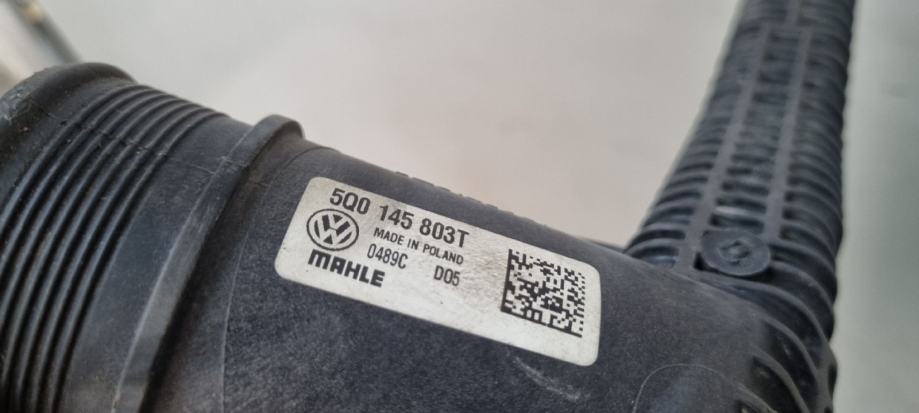 5Q0 145 803T
MADE IN POLAND
0489C D05
MAHLE